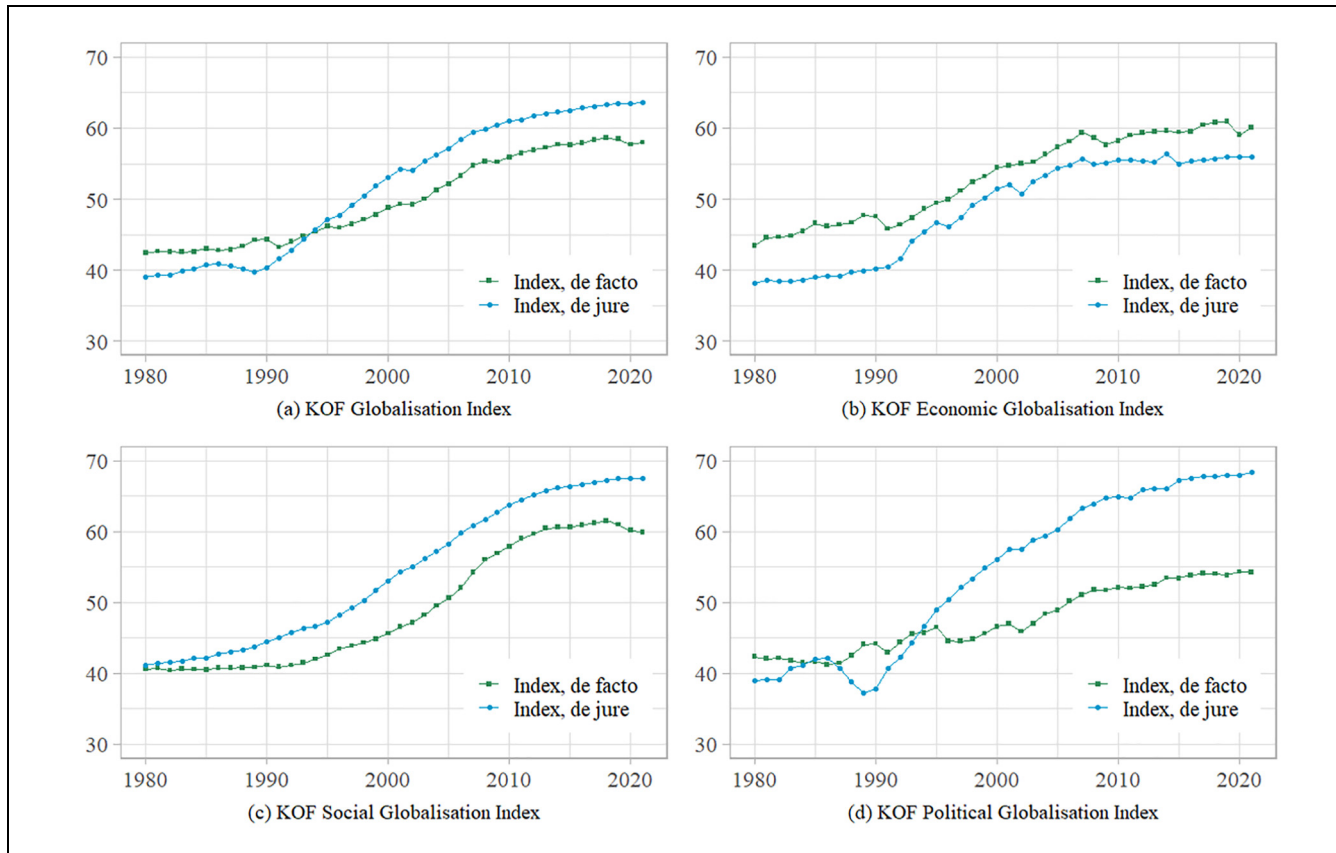 70
60
50
40
30
Index, de facto
Index, de jure
1980 1990 2000 2010 2020
(a) KOF Globalisation Index
70
60
50
40
30
Index, de facto
Index, de jure
1980 1990 2000 2010 2020
(b) KOF Economic Globalisation Index
70
60
50
40
30
Index, de facto
Index, de jure
1980 1990 2000 2010 2020
(c) KOF Social Globalisation Index
70
60
50
40
30
Index, de facto
Index, de jure
1980 1990 2000 2010 2020
(d) KOF Political Globalisation Index